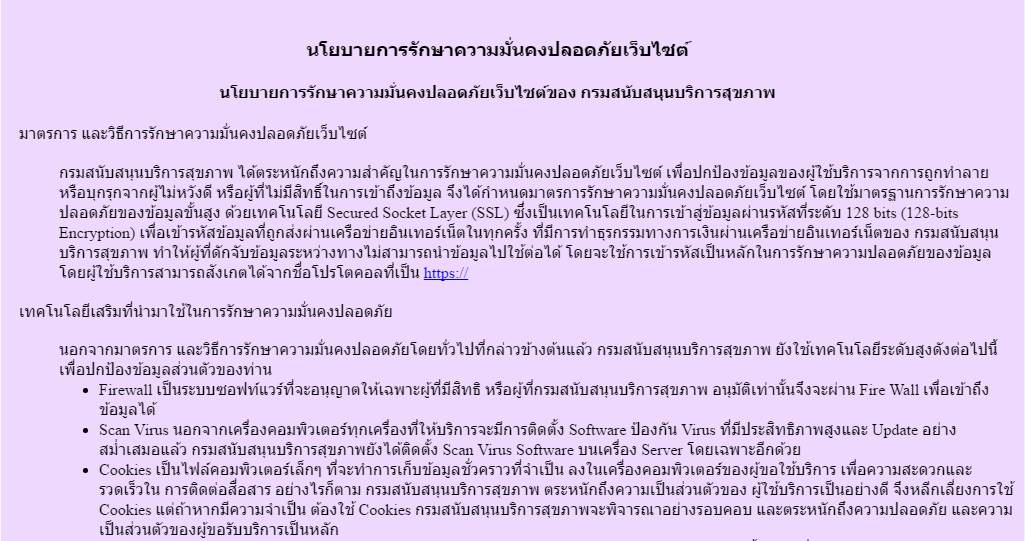 นโยบายการรักษาความมั่นคงปลอดภัยเว็บไซต์
นโยบายการรักษาความมั่นคงปลอดภัยเว็บไซต์ของ กรมสนับสนุนบริการสุขภาพ
มาตรการ และวิธีการรักษาความมั่นคงปลอดภัยเว็บไซต์
กรมสนับสนุนบริการสุขภาพ ได้ตระหนักถึงความสำคัญในการรักษาความมั่นคงปลอดภัยเว็บไซต์ เพื่อปกป้องข้อมูลของผู้ใช้บริการจากการถูกทำลาย
หรือบุกรุกจากผู้ไม่หวังดี หรือผู้ที่ไม่มีสิทธิ์ในการเข้าถึงข้อมูล จึงได้กำหนดมาตรการรักษาความมั่นคงปลอดภัยเว็บไซต์ โดยใช้มาตรฐานการรักษาความ
ปลอดภัยของข้อมูลขั้นสูง ด้วยเทคโนโลยี Secured Socket Layer (SSL) ซึ่งเป็นเทคโนโลยีในการเข้าสู่ข้อมูลผ่านรหัสที่ระดับ 128 bits (128-bits
Encryption) เพื่อเข้ารหัสข้อมูลที่ถูกส่งผ่านเครือข่ายอินเทอร์เน็ตในทุกครั้ง ที่มีการทำธุรกรรมทางการเงินผ่านเครือข่ายอินเทอร์เน็ตของ กรมสนับสนุน
บริการสุขภาพ ทำให้ผู้ที่ดักจับข้อมูลระหว่างทางไม่สามารถนำข้อมูลไปใช้ต่อได้ โดยจะใช้การเข้ารหัสเป็นหลักในการรักษาความปลอดภัยของข้อมูล
โดยผู้ใช้บริการสามารถสังเกตได้จากชื่อโปรโตคอลที่เป็น https://
เทคโนโลยีเสริมที่นำมาใช้ในการรักษาความมั่นคงปลอดภัย
นอกจากมาตรการ และวิธีการรักษาความมั่นคงปลอดภัยโดยทั่วไปที่กล่าวข้างต้นแล้ว กรมสนับสนุนบริการสุขภาพ ยังใช้เทคโนโลยีระดับสูงดังต่อไปนี้
เพื่อปกป้องข้อมูลส่วนตัวของท่าน
• Firewall เป็นระบบซอฟท์แวร์ที่จะอนุญาตให้เฉพาะผู้ที่มีสิทธิ หรือผู้ที่กรมสนับสนุนบริการสุขภาพ อนุมัติเท่านั้นจึงจะผ่าน Fire Wall เพื่อเข้าถึง
ข้อมูลได้
• Scan Virus นอกจากเครื่องคอมพิวเตอร์ทุกเครื่องที่ให้บริการจะมีการติดตั้ง Software ป้องกัน Virus ที่มีประสิทธิภาพสูงและ Update อย่าง
สม่ำเสมอแล้ว กรมสนับสนุนบริการสุขภาพยังได้ติดตั้ง Scan Virus Software บนเครื่อง Server โดยเฉพาะอีกด้วย
• Cookies เป็นไฟล์คอมพิวเตอร์เล็กๆ ที่จะทำการเก็บข้อมูลชั่วคราวที่จำเป็น ลงในเครื่องคอมพิวเตอร์ของผู้ขอใช้บริการ เพื่อความสะดวกและ
รวดเร็วใน การติดต่อสื่อสาร อย่างไรก็ตาม กรมสนับสนุนบริการสุขภาพ ตระหนักถึงความเป็นส่วนตัวของ ผู้ใช้บริการเป็นอย่างดี จึงหลีกเลี่ยงการใช้
Cookies แต่ถ้าหากมีความจำเป็น ต้องใช้ Cookies กรมสนับสนุนบริการสุขภาพจะพิจารณาอย่างรอบคอบ และตระหนักถึงความปลอดภัย และความ
เป็นส่วนตัวของผู้ขอรับบริการเป็นหลัก